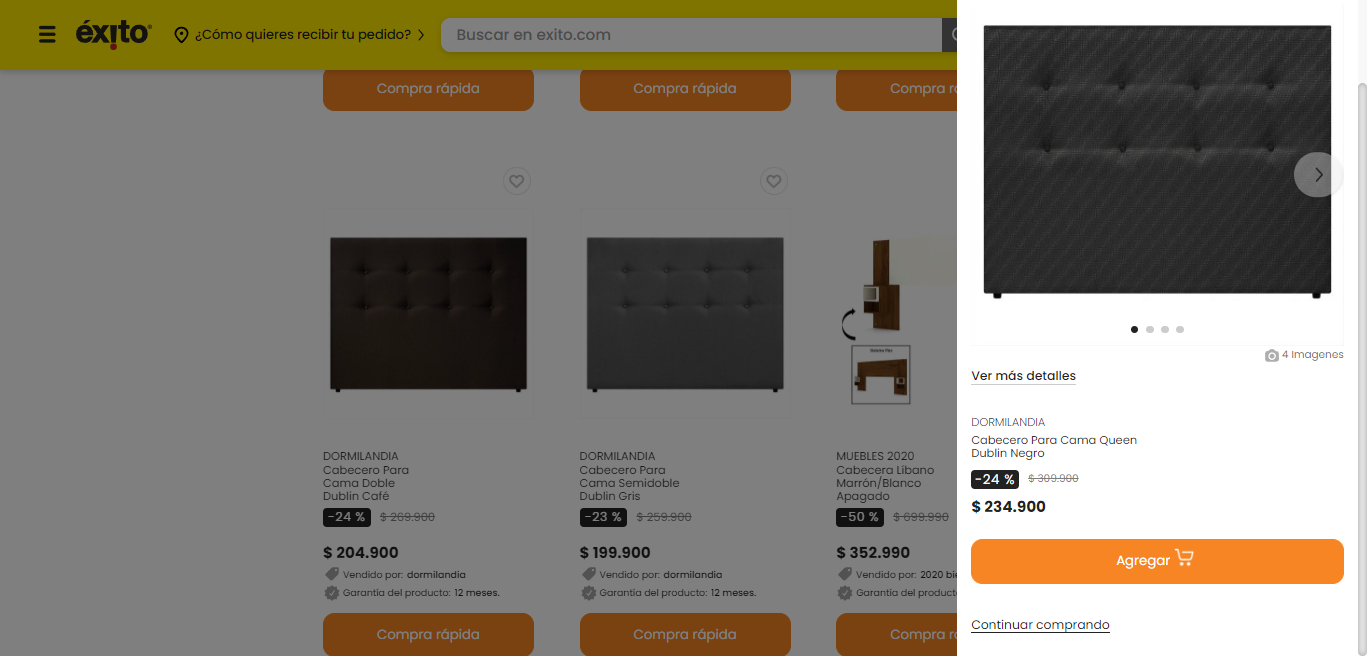 éxito
¿Cómo quieres recibir tu pedido?
Buscar en exito.com
Compra rápida
Compra rápida
Compra rá
DORMILANDIA
Cabecero Para
Cama Doble
Dublin Café
-24 %
$ 269.900
$ 204.900
Vendido por: dormilandia
Garantía del producto: 12 meses.
Compra rápida
DORMILANDIA
Cabecero Para
Cama Semidoble
Dublin Gris
-23 %
$ 259.900
$ 199.900
Vendido por: dormilandia
Garantía del producto: 12 meses.
Compra rápida
MUEBLES 2020
Cabecera Líbano
Marrón/Blanco
Apagado
-50 %
$ 699.990
$ 352.990
Vendido por: 2020 bie
Garantía del product
Compra rá
4 Imagenes
Ver más detalles
DORMILANDIA
Cabecero Para Cama Queen
Dublin Negro
-24 %
$ 309.900
$ 234.900
Agregar
Continuar comprando